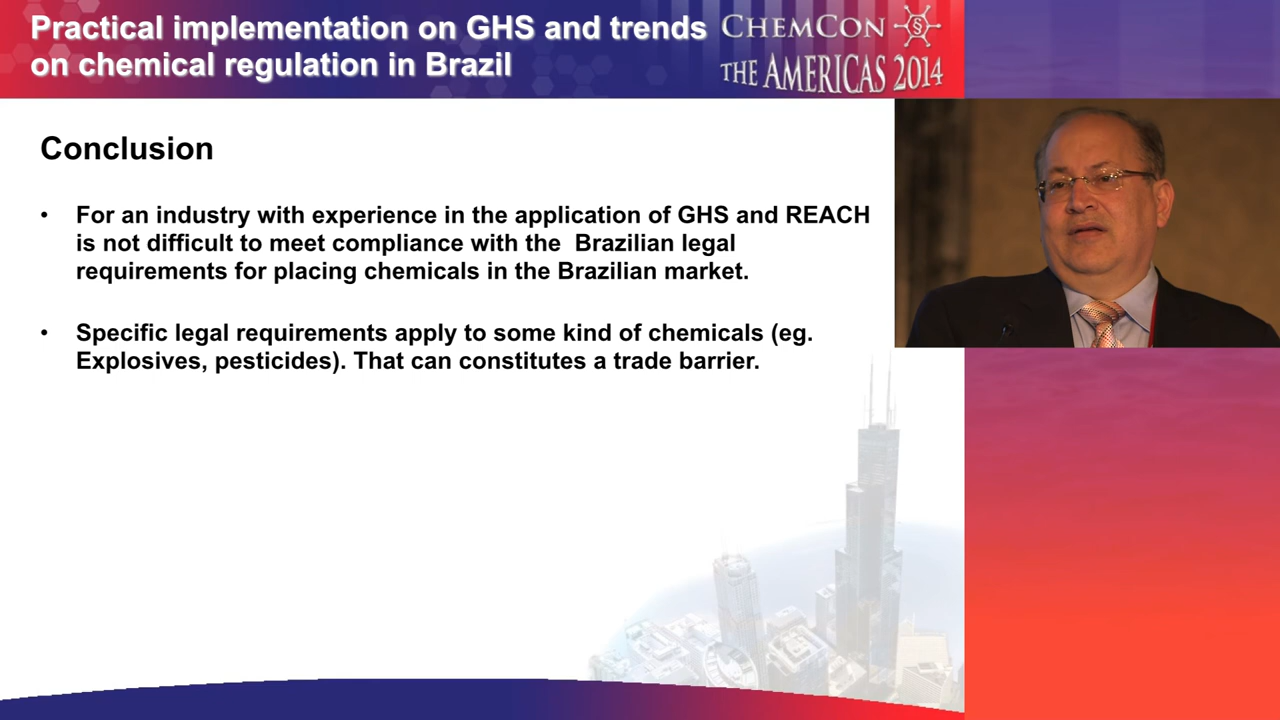 Practical implementation on GHS and trends
on chemical regulation in Brazil
CHEMCON
THE AMERICAS 2014
Conclusion
• For an industry with experience in the application of GHS and REACH
is not difficult to meet compliance with the Brazilian legal
requirements for placing chemicals in the Brazilian market.
• Specific legal requirements apply to some kind of chemicals (eg.
Explosives, pesticides). That can constitutes a trade barrier.